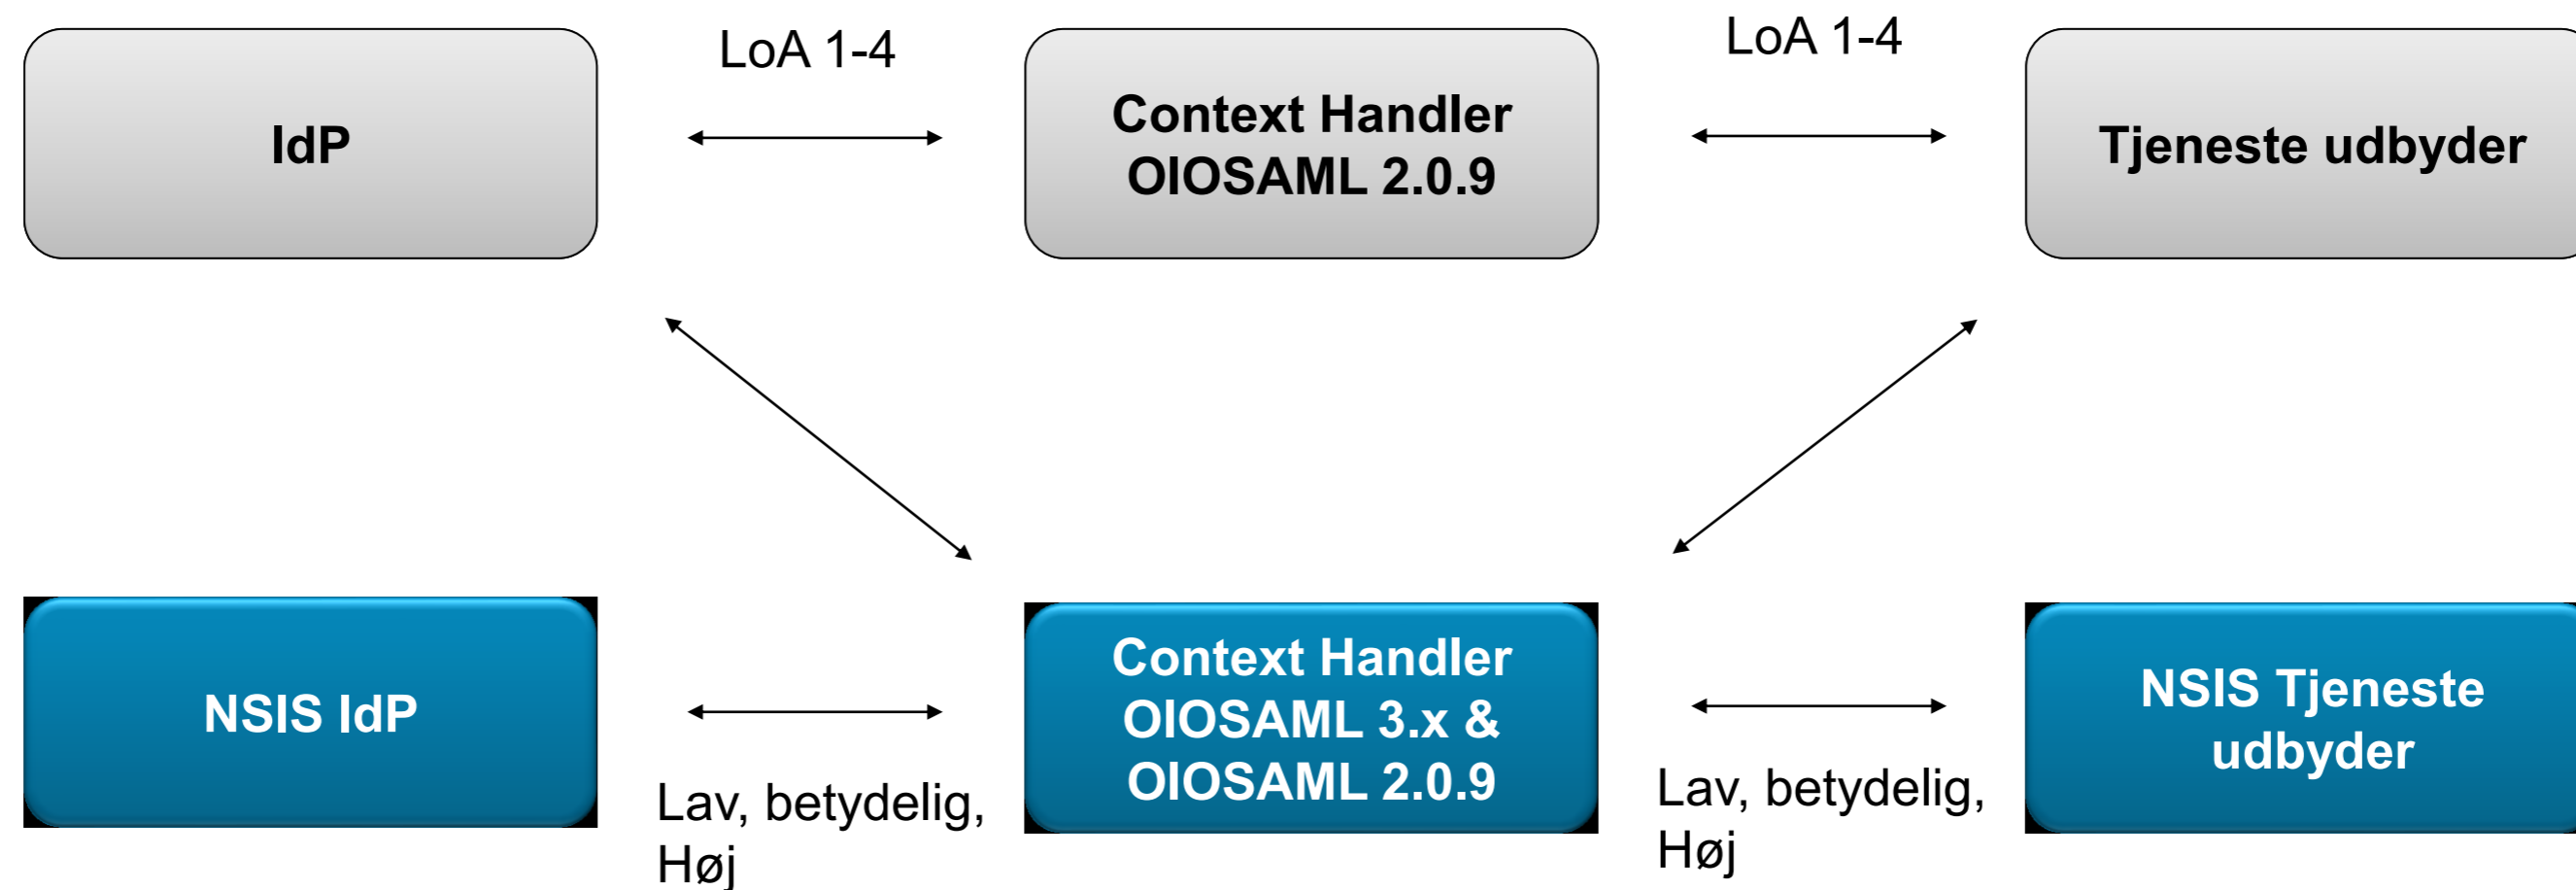 LoA 1-4
LoA 1-4
IdP
Context Handler
OIOSAML 2.0.9
Tjeneste udbyder
NSIS IdP
Context Handler
OIOSAML 3.x &
OIOSAML 2.0.9
NSIS Tjeneste
udbyder
Lav, betydelig,
Høj
Lav, betydelig,
Høj